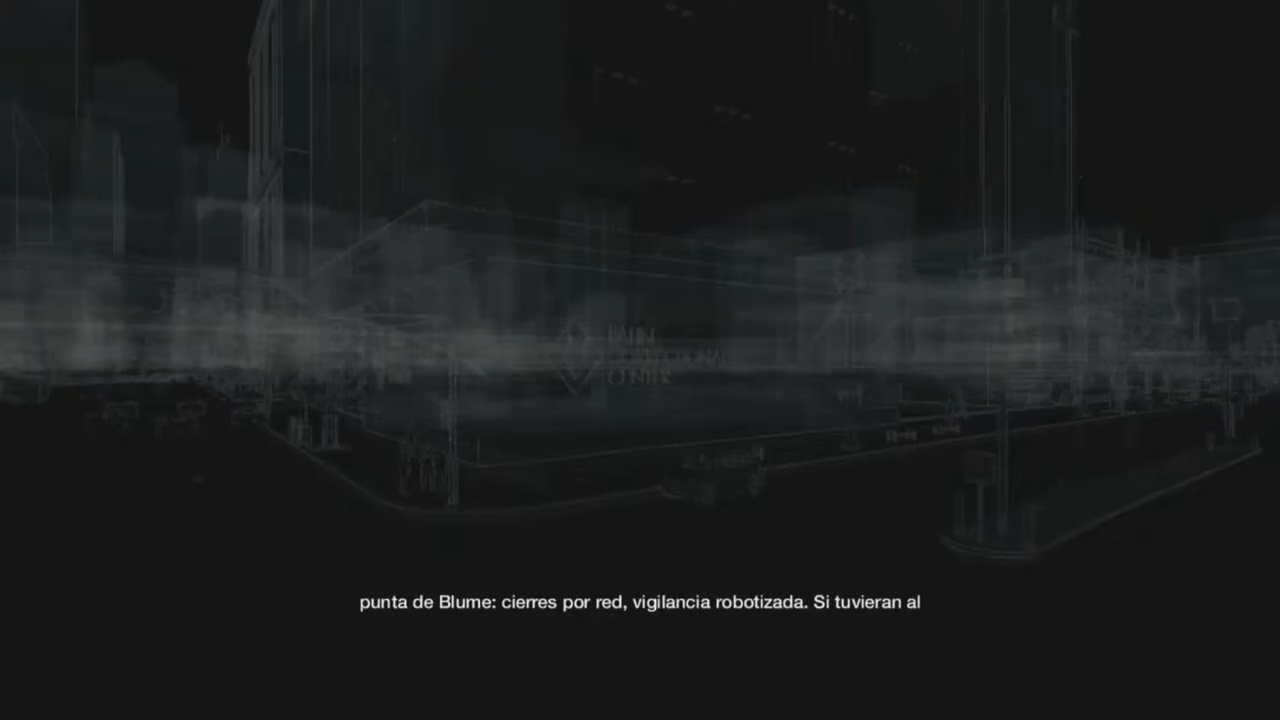 punta de Blume: cierres por red, vigilancia robotizada. Si tuvieran al